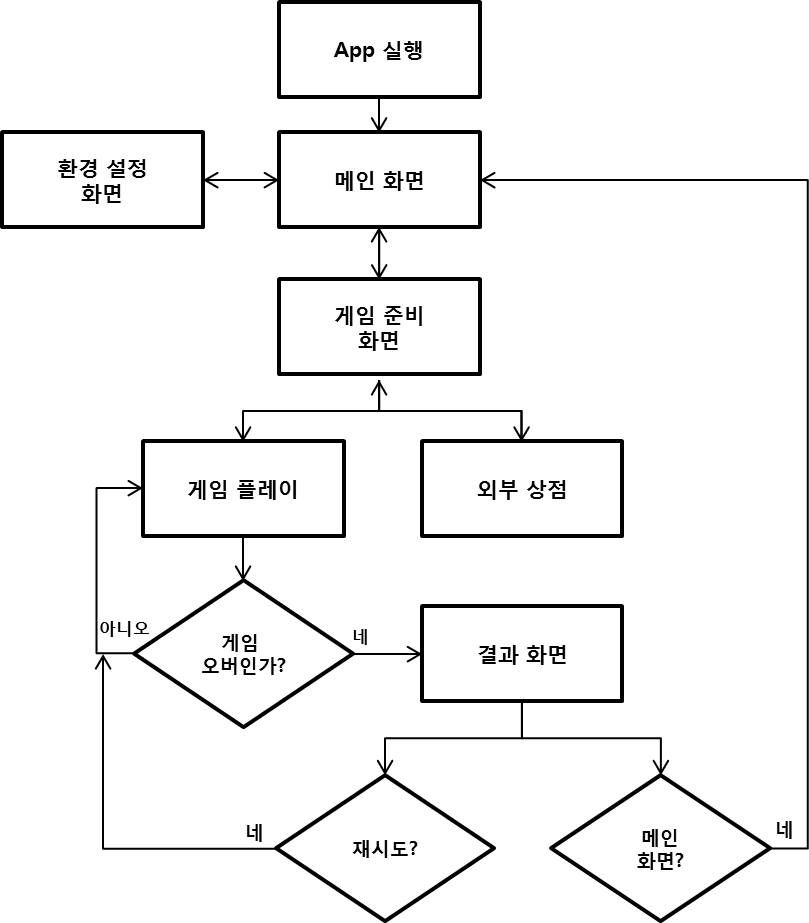 App 실행
환경 설정
화면
메인 화면
게임 준비
화면
게임 플레이
외부 상점
아니오
게임
오버인가?
네
결과 화면
네
재시도?
메인
화면?
네